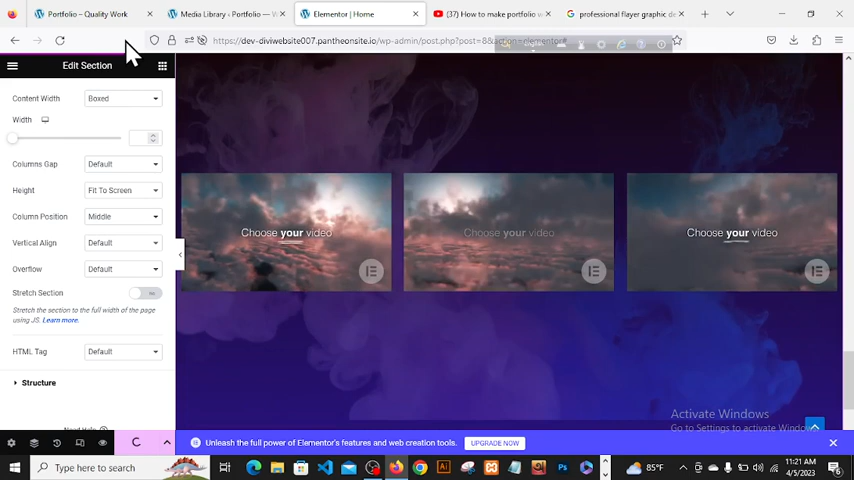 Portfolio – Quality Work
Media Library ‹ Portfolio — W
Elementor | Home
(37) How to make portfolio w
professional flayer graphic de
https://dev-diviwebsite007.pantheonsite.io/wp-admin/post.php?post=8&action=elementor#
Edit Section
Content Width
Boxed
Width
Columns Gap
Default
Height
Fit To Screen
Column Position
Middle
Vertical Align
Default
Overflow
Default
Stretch Section
Stretch the section to the full width of the page
using JS. Learn more.
HTML Tag
Default
Structure
Need Help
Choose your video
Choose your video
Choose your video
Activate Windows
Go to Settings to activate Windows.
Unleash the full power of Elementor's features and web creation tools.
UPGRADE NOW
Type here to search
85°F
11:21 AM
4/5/2023